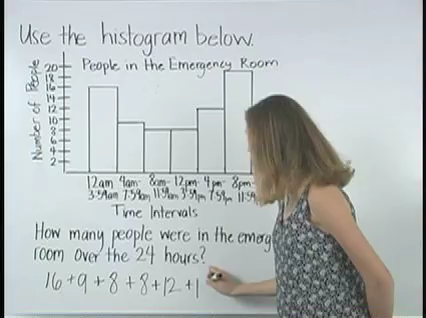 Use the histogram below.
People in the Emergency Room
Number of People
20
18
16
14
12
10
8
6
4
2
12am- 4am- 8am- 12pm- 4pm- 8pm-
3:59am 7:59am 11:59am 3:59pm 7:59pm 11:59
Time Intervals
How many people were in the emerg
room over the 24 hours?
16+9+8+8+12+1